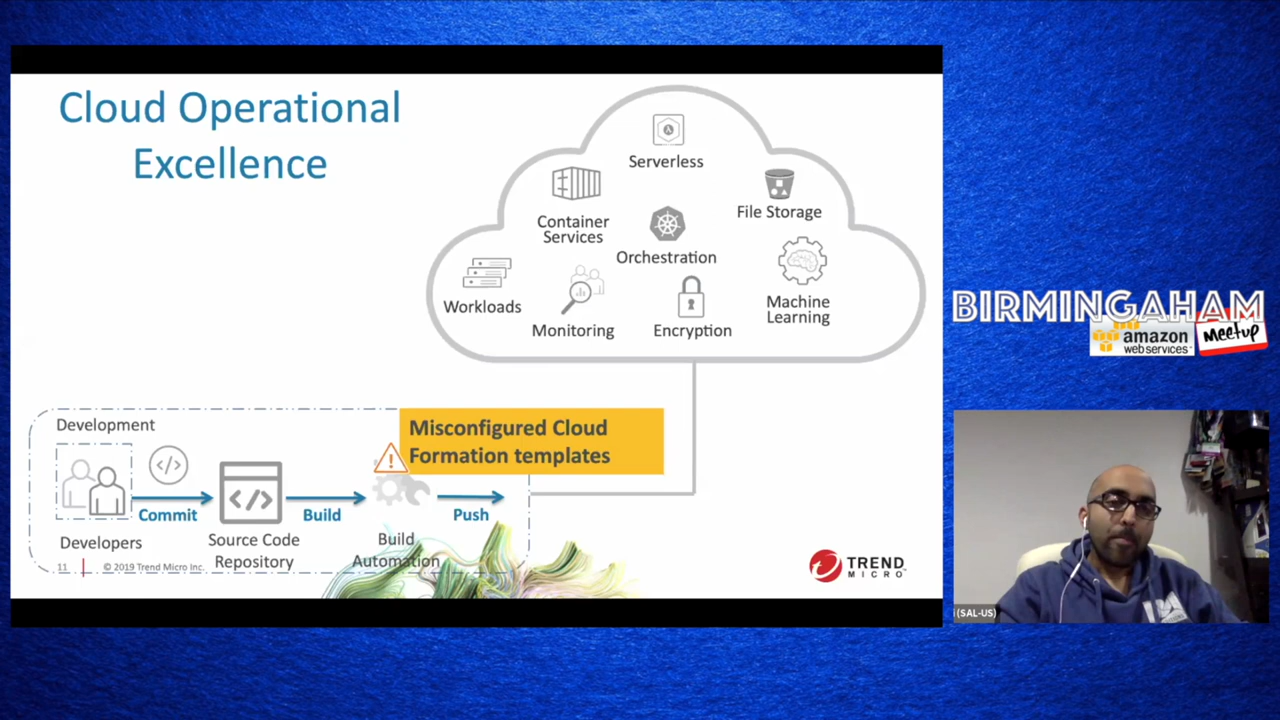 Cloud Operational
Excellence
Serverless
Container
Services
File Storage
Orchestration
Workloads
Monitoring
Encryption
Machine
Learning
Development
Misconfigured Cloud
Formation templates
Commit
Build
Push
Developers
Source Code
Repository
Build
Automation
11
© 2019 Trend Micro Inc.
TREND
MICRO
BIRMINGAHAM
amazon
web services
meetup
(SAL-US)